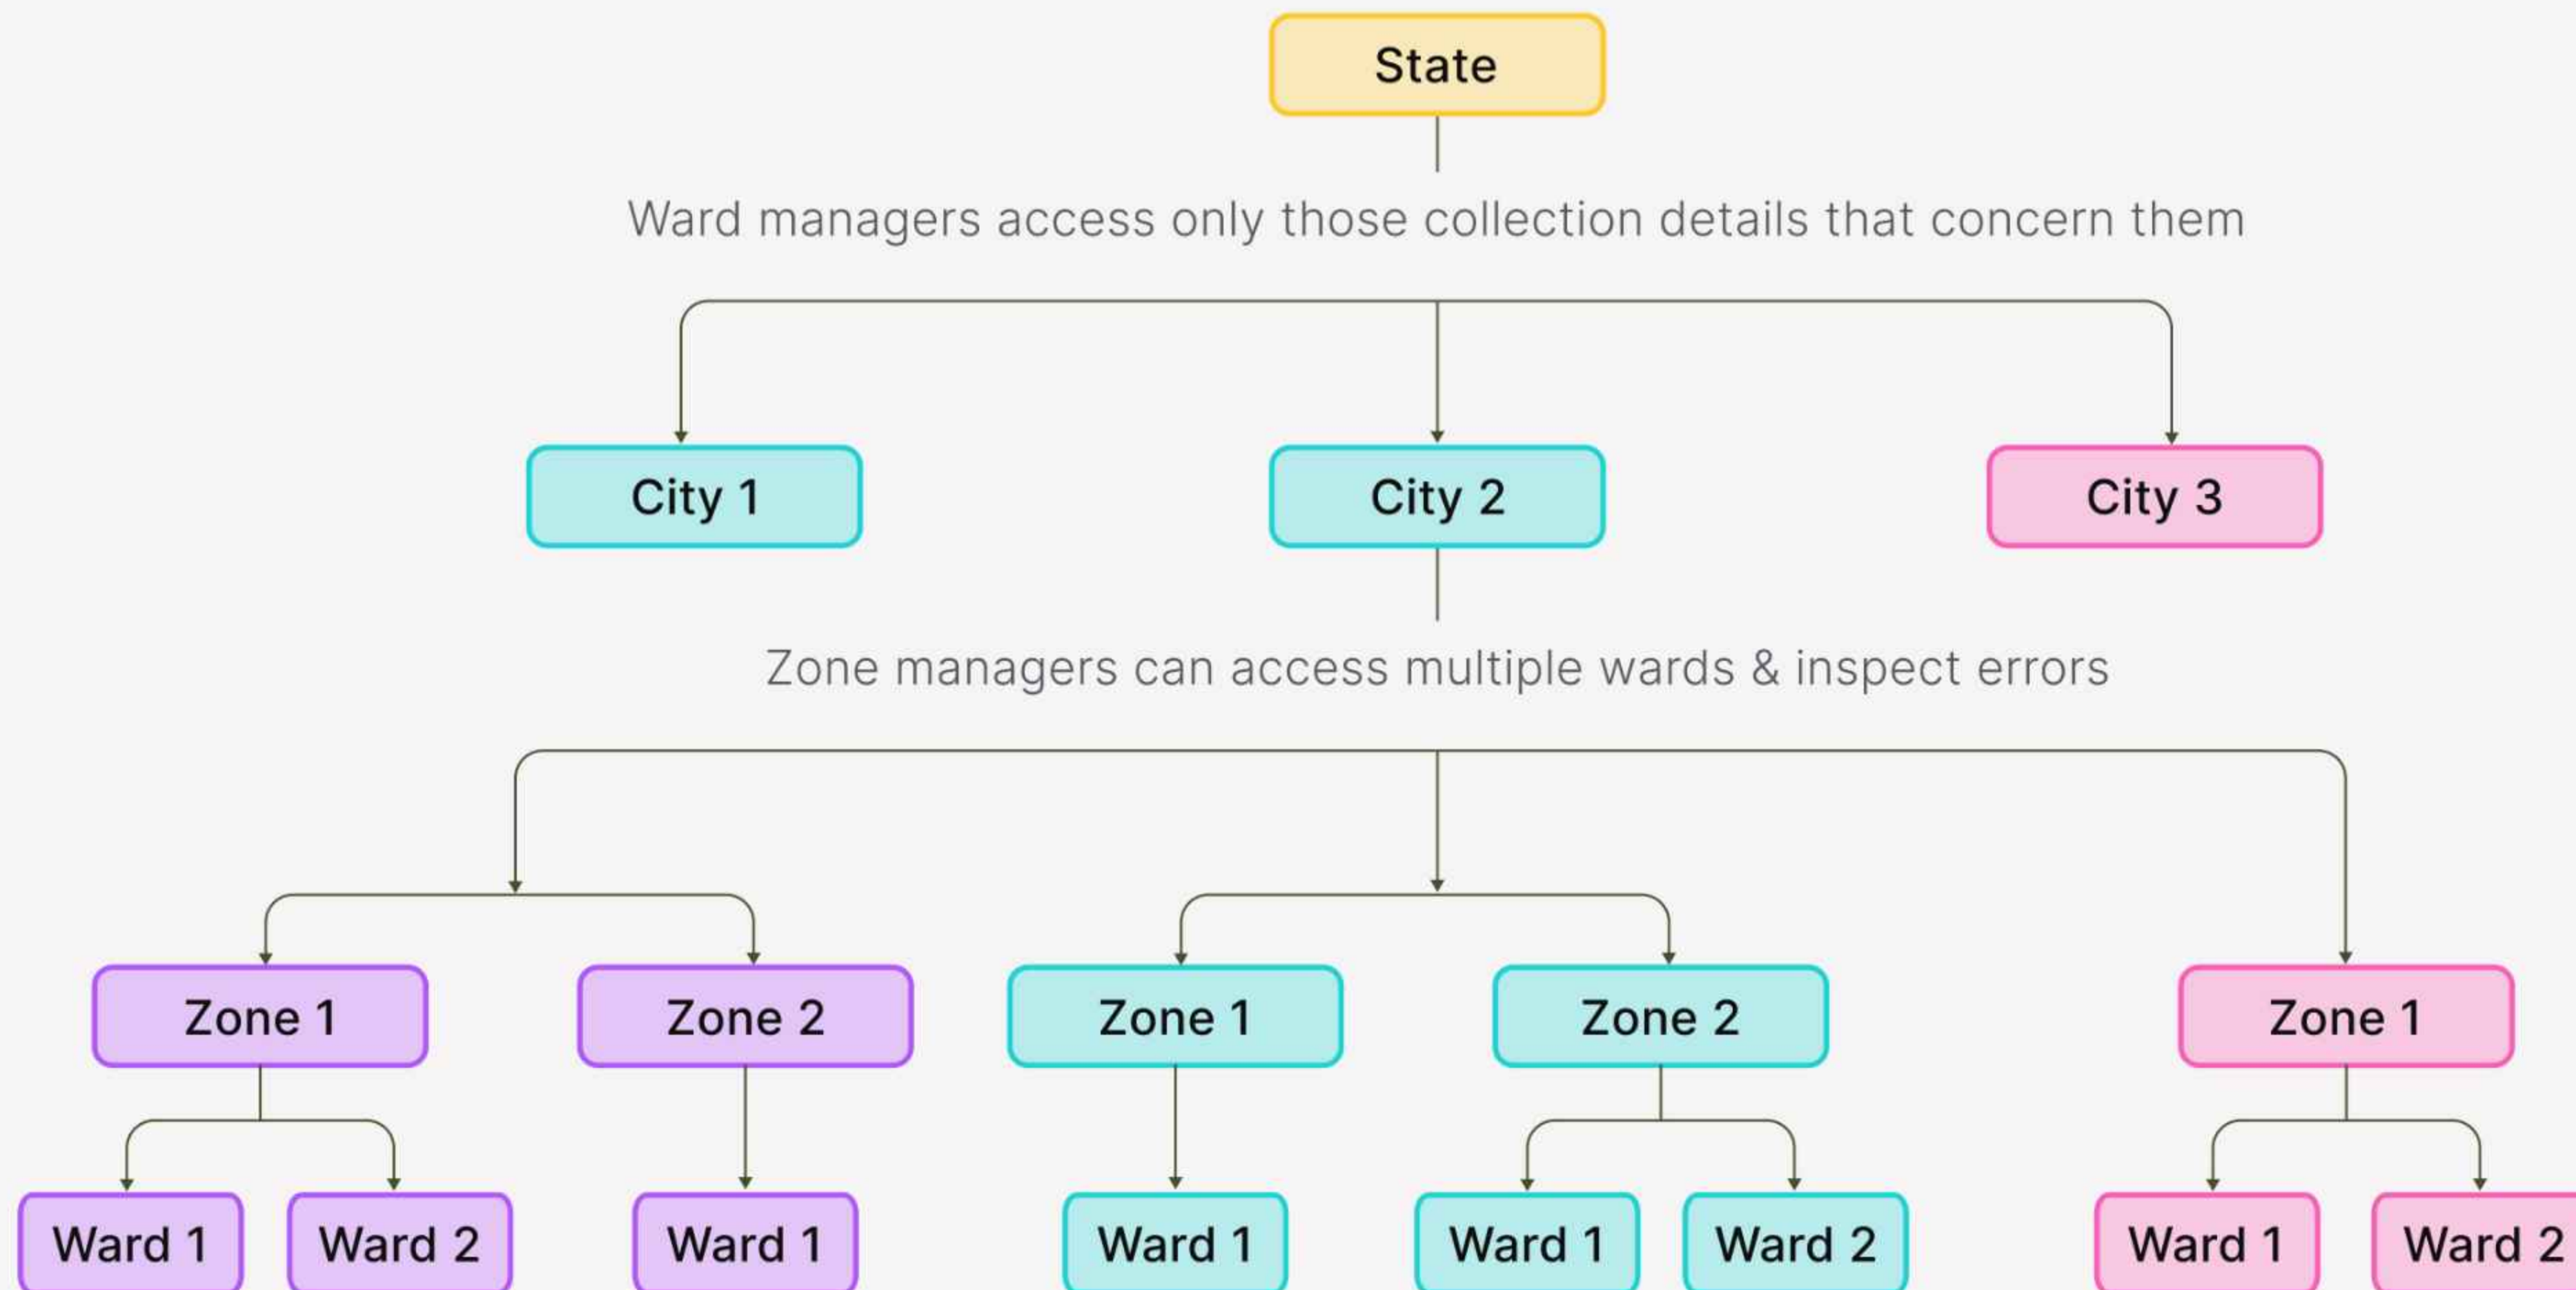 State
Ward managers access only those collection details that concern them
City 1
City 2
City 3
Zone managers can access multiple wards & inspect errors
Zone 1
Zone 2
Zone 1
Zone 2
Zone 1
Ward 1
Ward 2
Ward 1
Ward 1
Ward 1
Ward 2
Ward 1
Ward 2